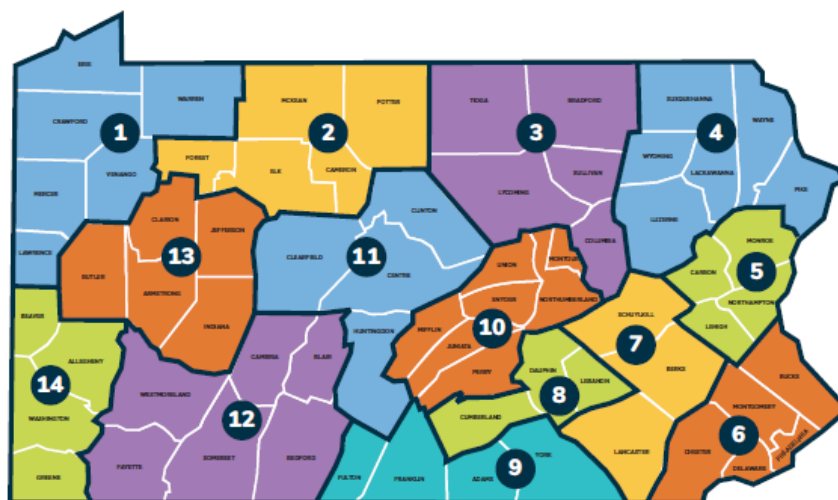 ERIE
WARREN
CRAWFORD
1
MERCER
VENANGO
LAWRENCE
MCKEAN
POTTER
2
FOREST
ELK
CAMERON
TIOGA
BRADFORD
3
SULLIVAN
LYCOMING
COLUMBIA
SUSQUEHANNA
WAYNE
4
WYOMING
LACKAWANNA
PIKE
LUZERNE
MONROE
CARBON
5
NORTHAMPTON
LEHIGH
CLARION
JEFFERSON
13
BUTLER
ARMSTRONG
INDIANA
CLINTON
CLEARFIELD
11
CENTRE
HUNTINGDON
UNION
MONTOUR
SNYDER
NORTHUMBERLAND
MIFFLIN
10
JUNIATA
PERRY
SCHUYLKILL
7
BERKS
LANCASTER
BEAVER
ALLEGHENY
14
WASHINGTON
GREENE
CAMBRIA
BLAIR
WESTMORELAND
12
FAYETTE
SOMERSET
BEDFORD
DAUPHIN
LEBANON
8
CUMBERLAND
FULTON
FRANKLIN
ADAMS
YORK
9
BUCKS
MONTGOMERY
6
PHILADELPHIA
CHESTER
DELAWARE